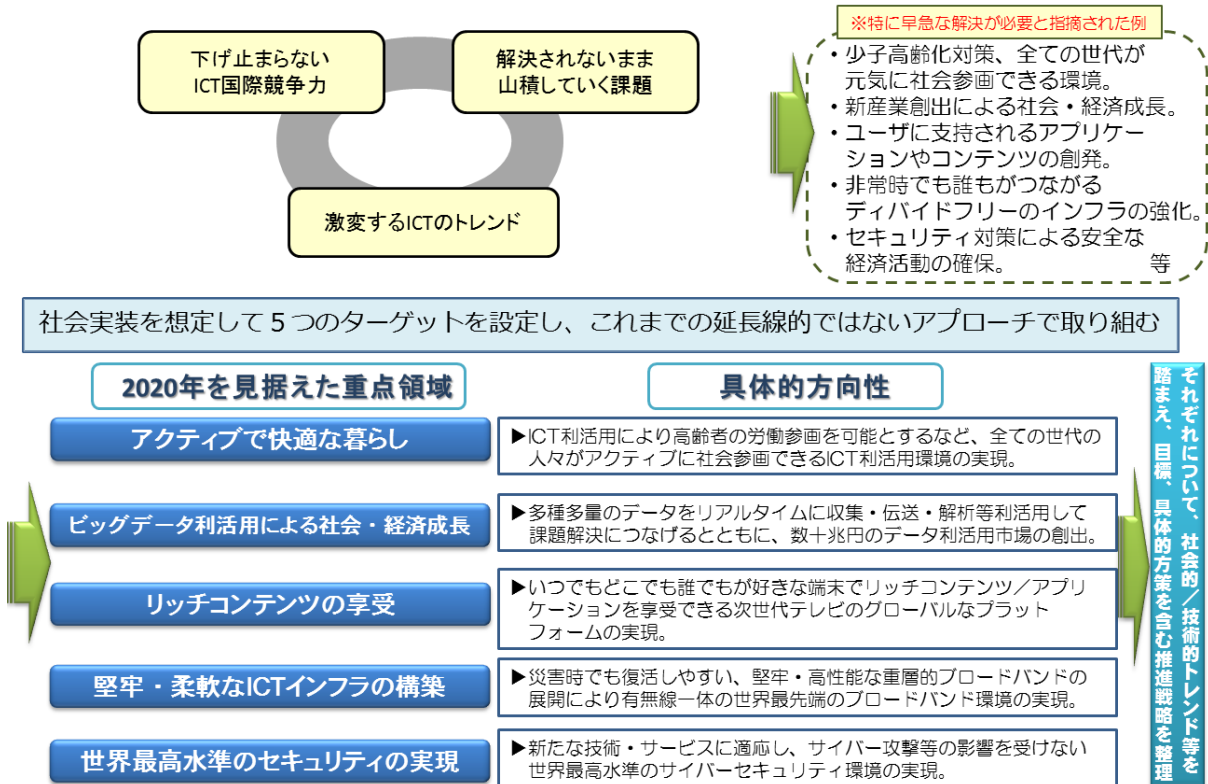 下げ止まらない
ICT国際競争力
解決されないまま
山積していく課題
激変するICTのトレンド
※特に早急な解決が必要と指摘された例
・少子高齢化対策、全ての世代が
元気に社会参画できる環境。
・新産業創出による社会・経済成長。
・ユーザに支持されるアプリケー
ションやコンテンツの創発。
・非常時でも誰もがつながる
ディバイドフリーのインフラの強化。
・セキュリティ対策による安全な
経済活動の確保。 等
社会実装を想定して5つのターゲットを設定し、これまでの延長線的ではないアプローチで取り組む
2020年を見据えた重点領域
具体的方向性
アクティブで快適な暮らし
▶ICT利活用により高齢者の労働参画を可能とするなど、全ての世代の
人々がアクティブに社会参画できるICT利活用環境の実現。
ビッグデータ利活用による社会・経済成長
▶多種多量のデータをリアルタイムに収集・伝送・解析等利活用して
課題解決につなげるとともに、数十兆円のデータ利活用市場の創出。
リッチコンテンツの享受
▶いつでもどこでも誰でもが好きな端末でリッチコンテンツ／アプリ
ケーションを享受できる次世代テレビのグローバルなプラット
フォームの実現。
堅牢・柔軟なICTインフラの構築
▶災害時でも復活しやすい、堅牢・高性能な重層的ブロードバンドの
展開により有無線一体の世界最先端のブロードバンド環境の実現。
世界最高水準のセキュリティの実現
▶新たな技術・サービスに適応し、サイバー攻撃等の影響を受けない
世界最高水準のサイバーセキュリティ環境の実現。
それぞれについて、社会的／技術的トレンド等を
踏まえ、目標、具体的方策を含む推進戦略を整理